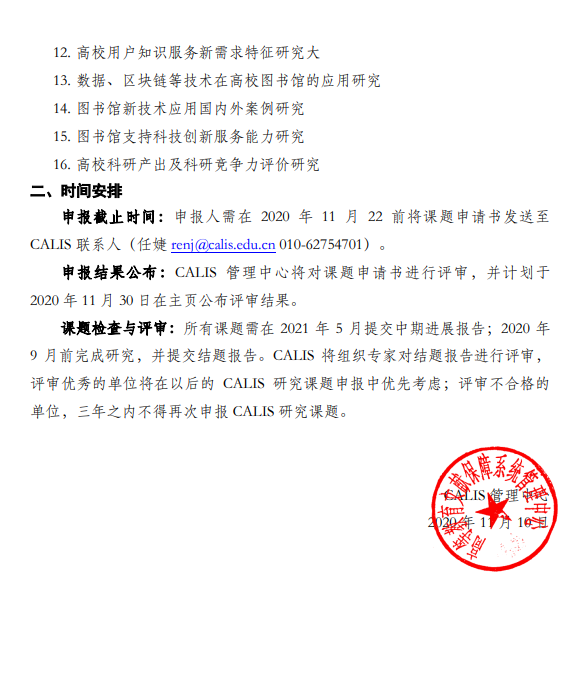 12. 高校用户知识服务新需求特征研究大
13. 数据、区块链等技术在高校图书馆的应用研究
14. 图书馆新技术应用国内外案例研究
15. 图书馆支持科技创新服务能力研究
16. 高校科研产出及科研竞争力评价研究
二、时间安排
申报截止时间：申报人需在 2020 年 11 月 22 前将课题申请书发送至
CALIS 联系人（任婕 renj@calis.edu.cn 010-62754701）。
申报结果公布：CALIS 管理中心将对课题申请书进行评审，并计划于
2020 年 11 月 30 日在主页公布评审结果。
课题检查与评审：所有课题需在 2021 年 5 月提交中期进展报告；2020 年
9 月前完成研究，并提交结题报告。CALIS 将组织专家对结题报告进行评审，
评审优秀的单位将在以后的 CALIS 研究课题申报中优先考虑；评审不合格的
单位，三年之内不得再次申报 CALIS 研究课题。
CALIS 管理中心
2020 年 11 月 10 日
高等教育文献保障系统管理中心